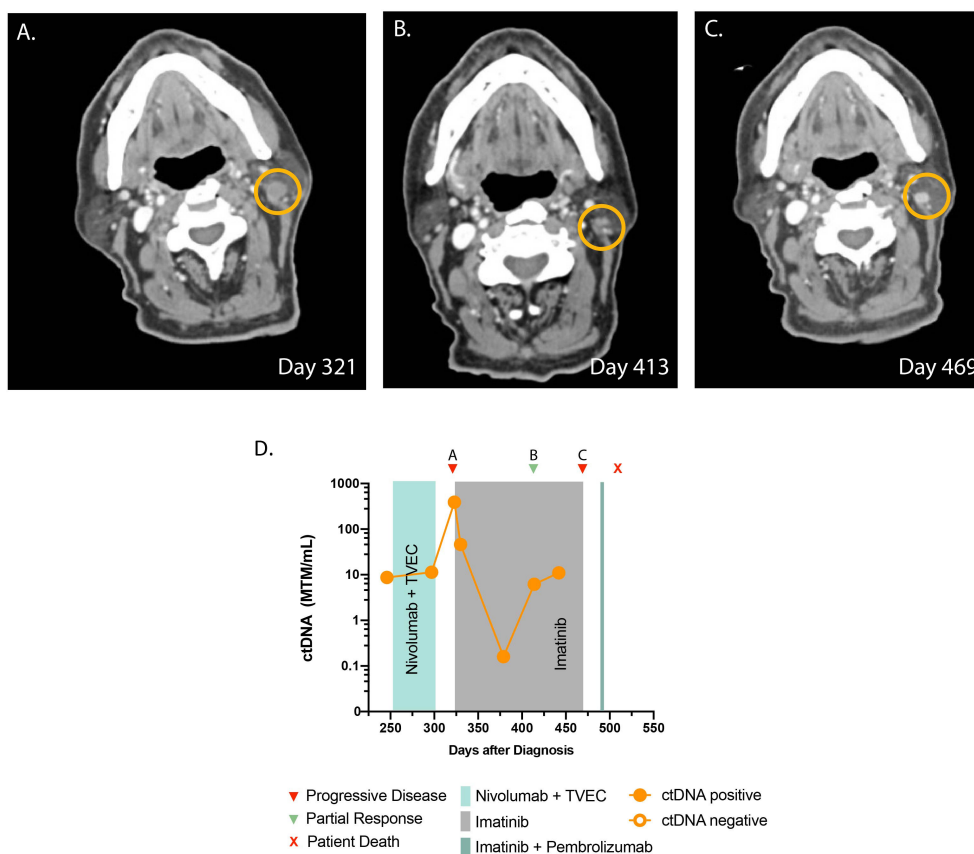 A.
B.
C.
Day 321
Day 413
Day 469
D.
A
B
C
X
1000
100
10
1
0.1
0
ctDNA (MTM/mL)
Nivolumab + TVEC
Imatinib
250
300
350
400
450
500
550
Days after Diagnosis
Progressive Disease
Partial Response
X Patient Death
Nivolumab + TVEC
Imatinib
Imatinib + Pembrolizumab
ctDNA positive
ctDNA negative